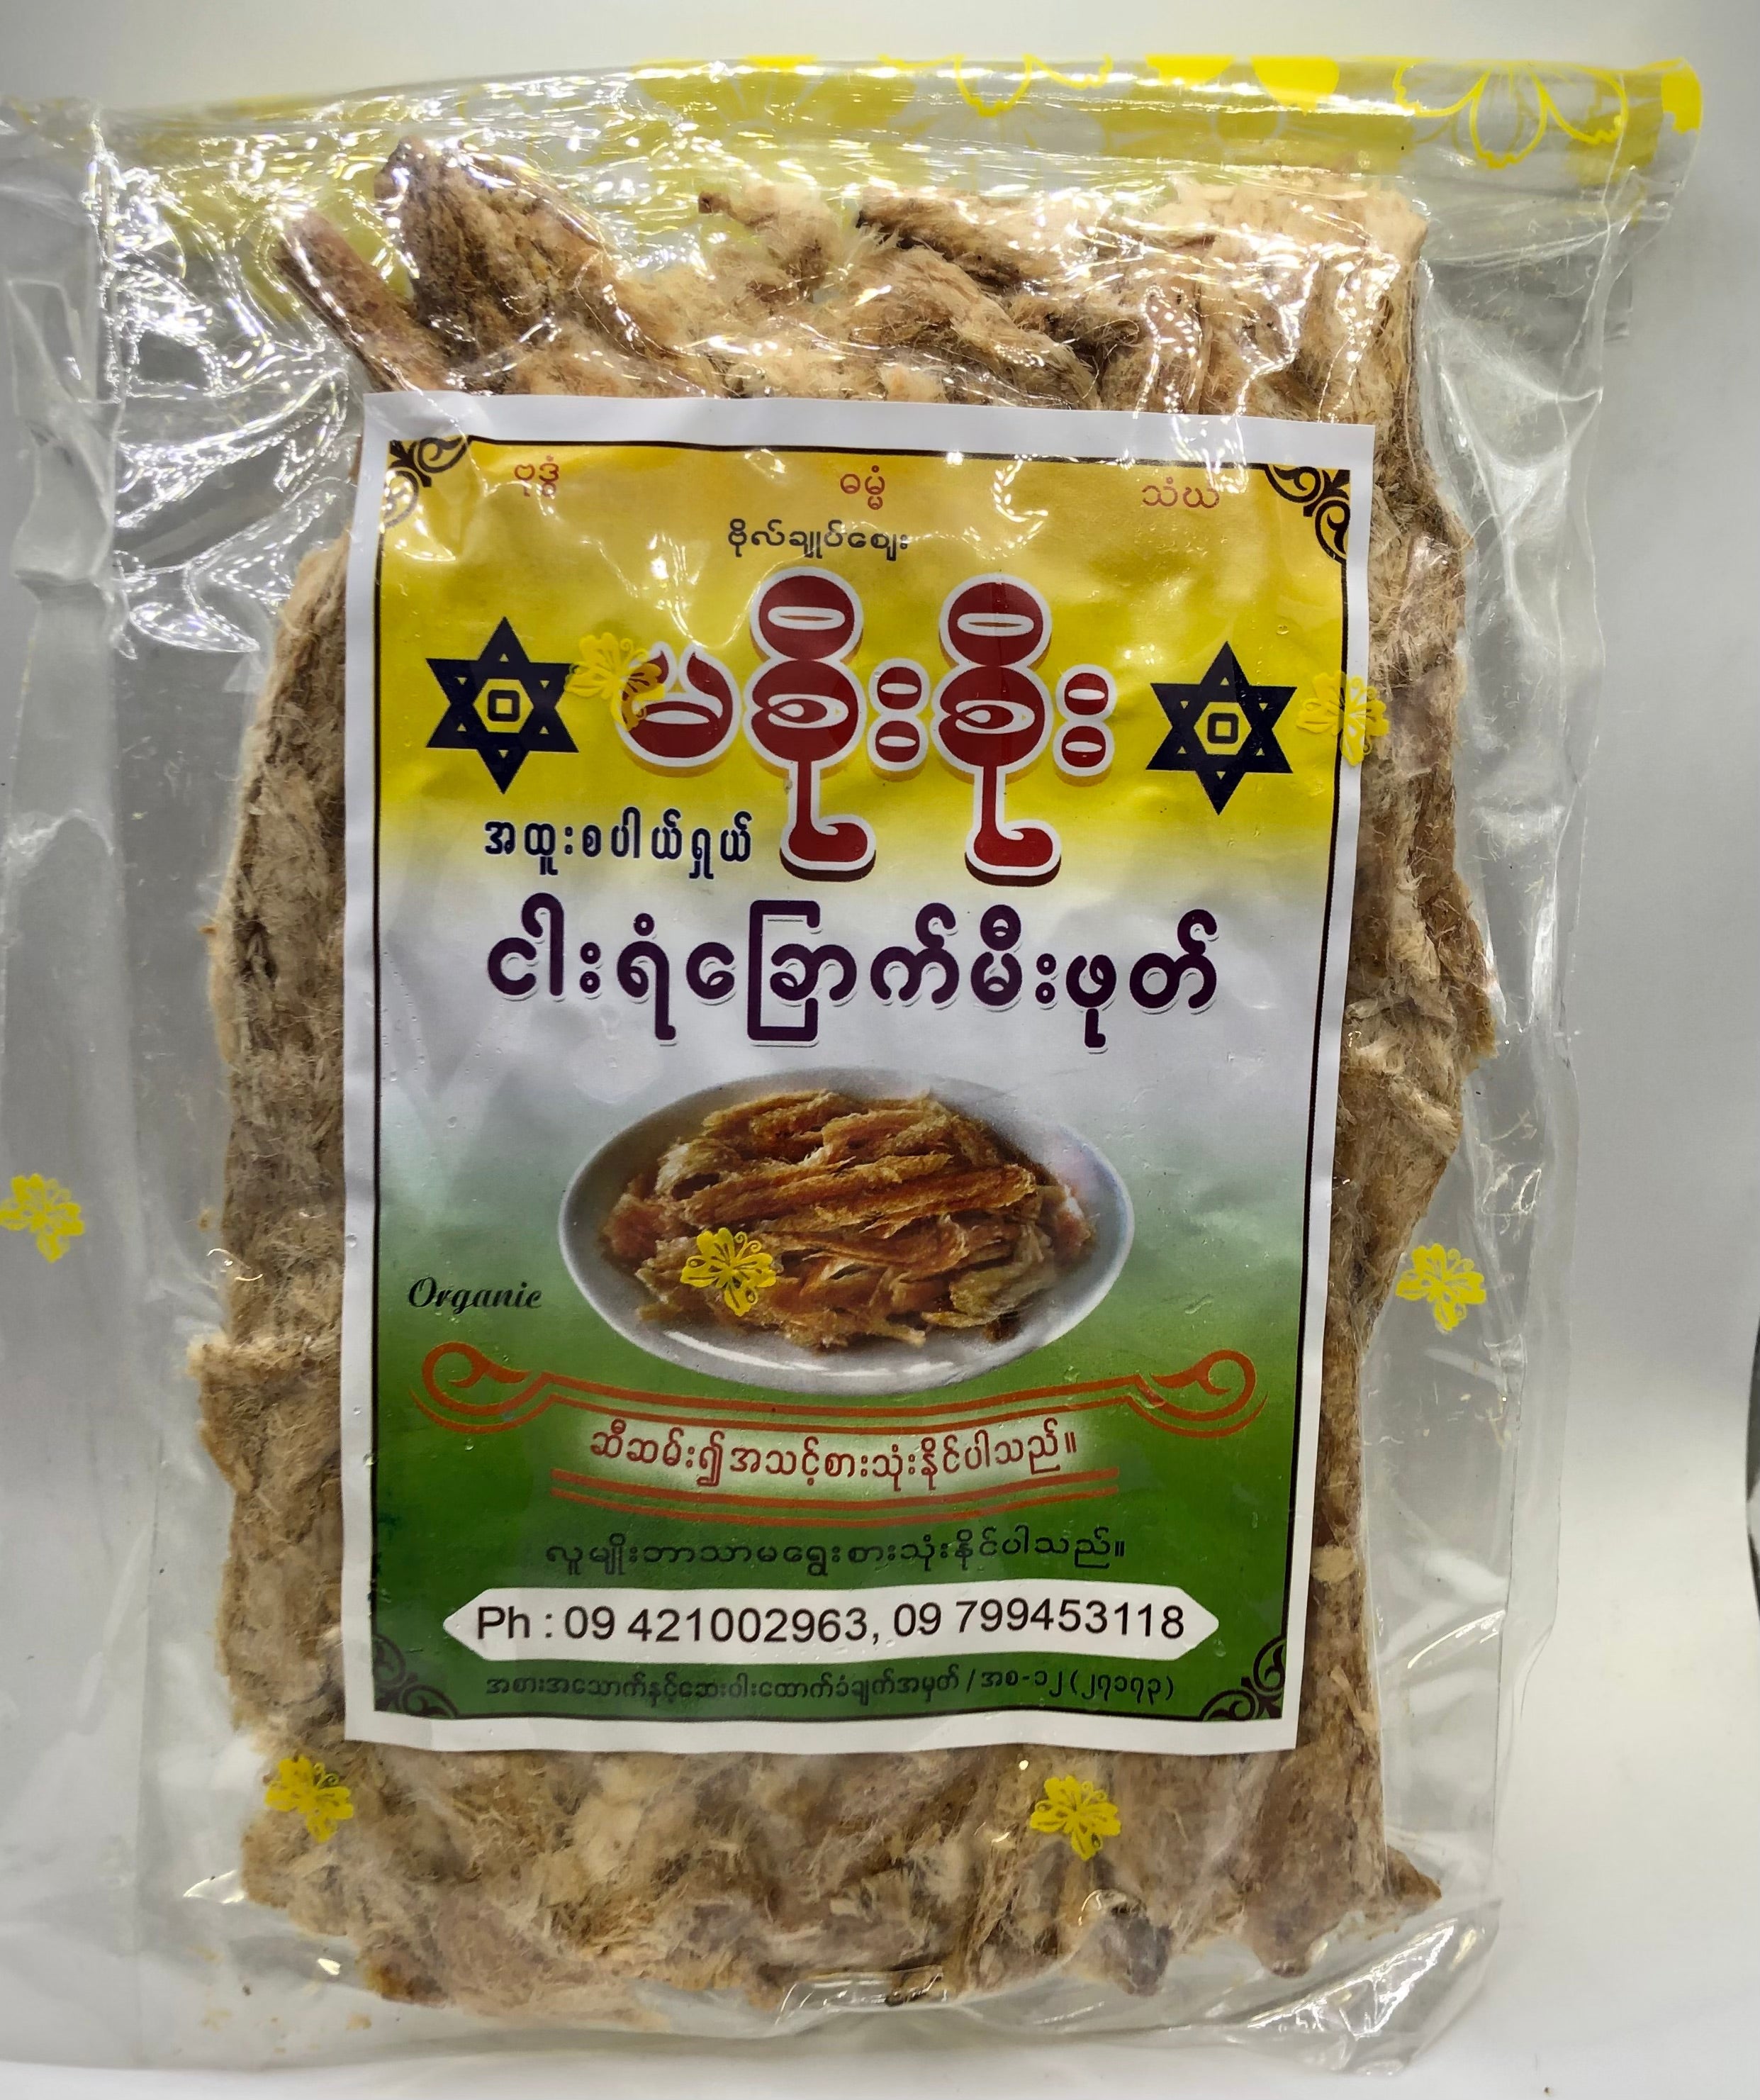 ဗုဒ္ဓံ ဓမ္မံ သံဃံ
ဗိုလ်ချုပ်ဈေး
မစိုးစိုး
အထူးစပါယ်ရှယ်
ငါးရံ့ခြောက်မီးဖုတ်
Organic
ဆီဆမ်း၍အသင့်စားသုံးနိုင်ပါသည်။
လူမျိုးဘာသာမရွေးစားသုံးနိုင်ပါသည်။
Ph : 09 421002963, 09 799453118
အစားအသောက်နှင့်ဆေးဝါးထောက်ခံချက်အမှတ် / အစ-၁၂ (၂၇၁၇၃)